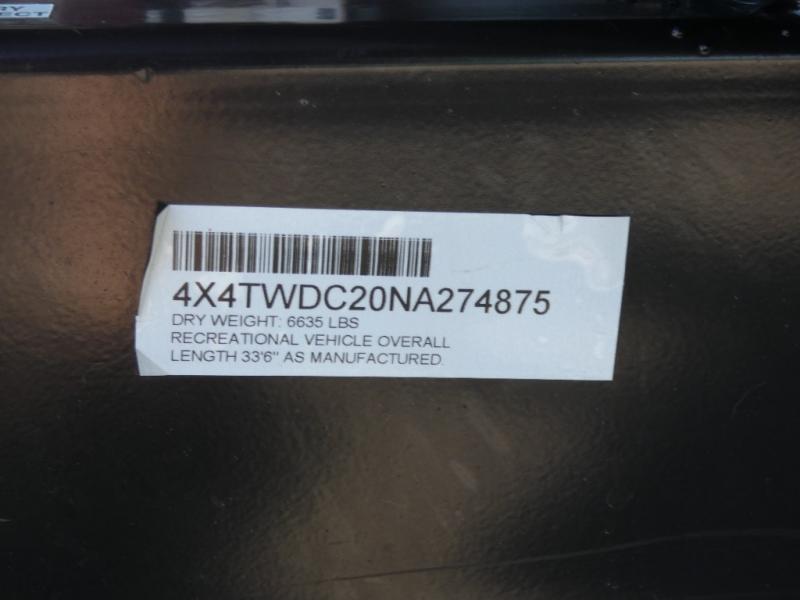 4X4TWDC20NA274875
DRY WEIGHT: 6635 LBS
RECREATIONAL VEHICLE OVERALL
LENGTH 33'6" AS MANUFACTURED.